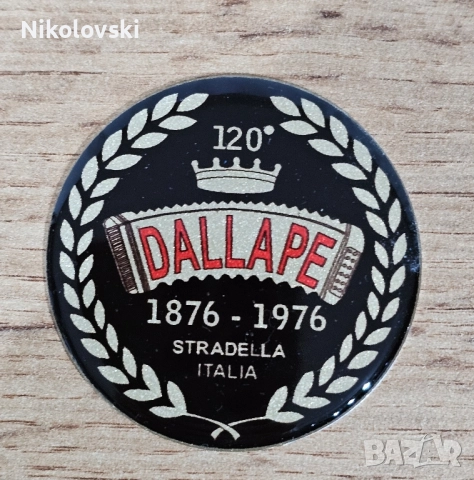 Nikolovski
120°
DALLAPE
1876 - 1976
STRADELLA
ITALIA
BAZAR